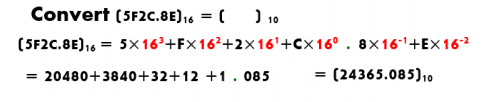 Convert (5F2C.8E)₁₆ = (      )₁₀
(5F2C.8E)₁₆ = 5×16³+F×16²+2×16¹+C×16⁰ . 8×16⁻¹+E×16⁻²
= 20480+3840+32+12 +1 . 085 = (24365.085)₁₀